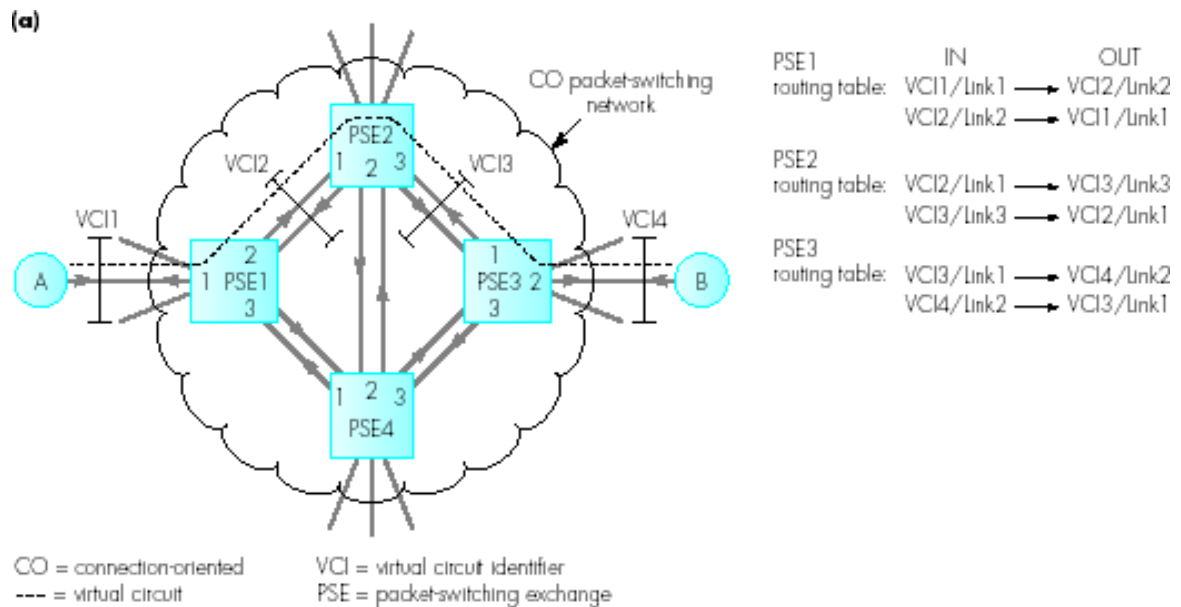 (a)
CO packet-switching
network
PSE2
1 2 3
VCI2
VCI3
VCI1
VCI4
A
2
1 PSE1
3
1
PSE3 2
3
B
2
1 3
PSE4
CO = connection-oriented
VCI = virtual circuit identifier
--- = virtual circuit
PSE = packet-switching exchange
PSE1 IN OUT
routing table: VCI1/Link1 → VCI2/Link2
VCI2/Link2 → VCI1/Link1
PSE2
routing table: VCI2/Link1 → VCI3/Link3
VCI3/Link3 → VCI2/Link1
PSE3
routing table: VCI3/Link1 → VCI4/Link2
VCI4/Link2 → VCI3/Link1